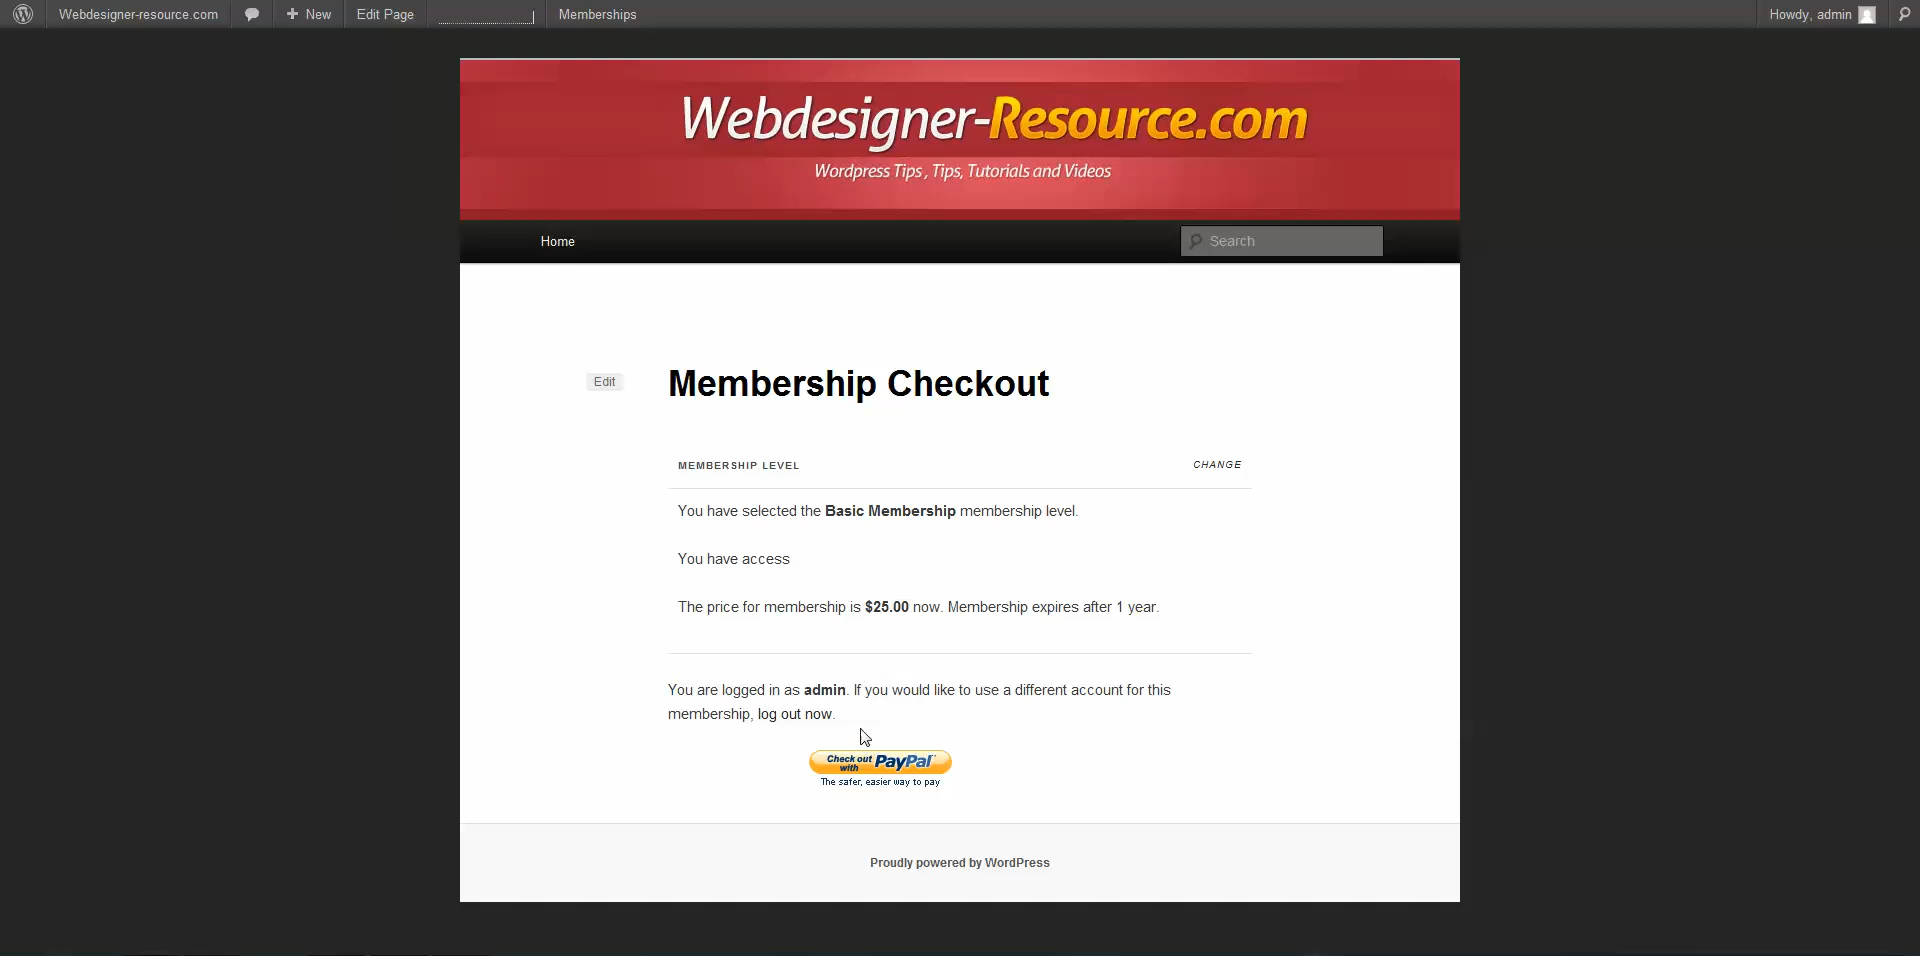 Webdesigner-resource.com New Edit Page Memberships Howdy, admin
Webdesigner-Resource.com
Wordpress Tips , Tips, Tutorials and Videos
Home Search
Edit Membership Checkout
MEMBERSHIP LEVEL CHANGE
You have selected the Basic Membership membership level.
You have access
The price for membership is $25.00 now. Membership expires after 1 year.
You are logged in as admin. If you would like to use a different account for this
membership, log out now.
Check out
with PayPal
The safer, easier way to pay
Proudly powered by WordPress